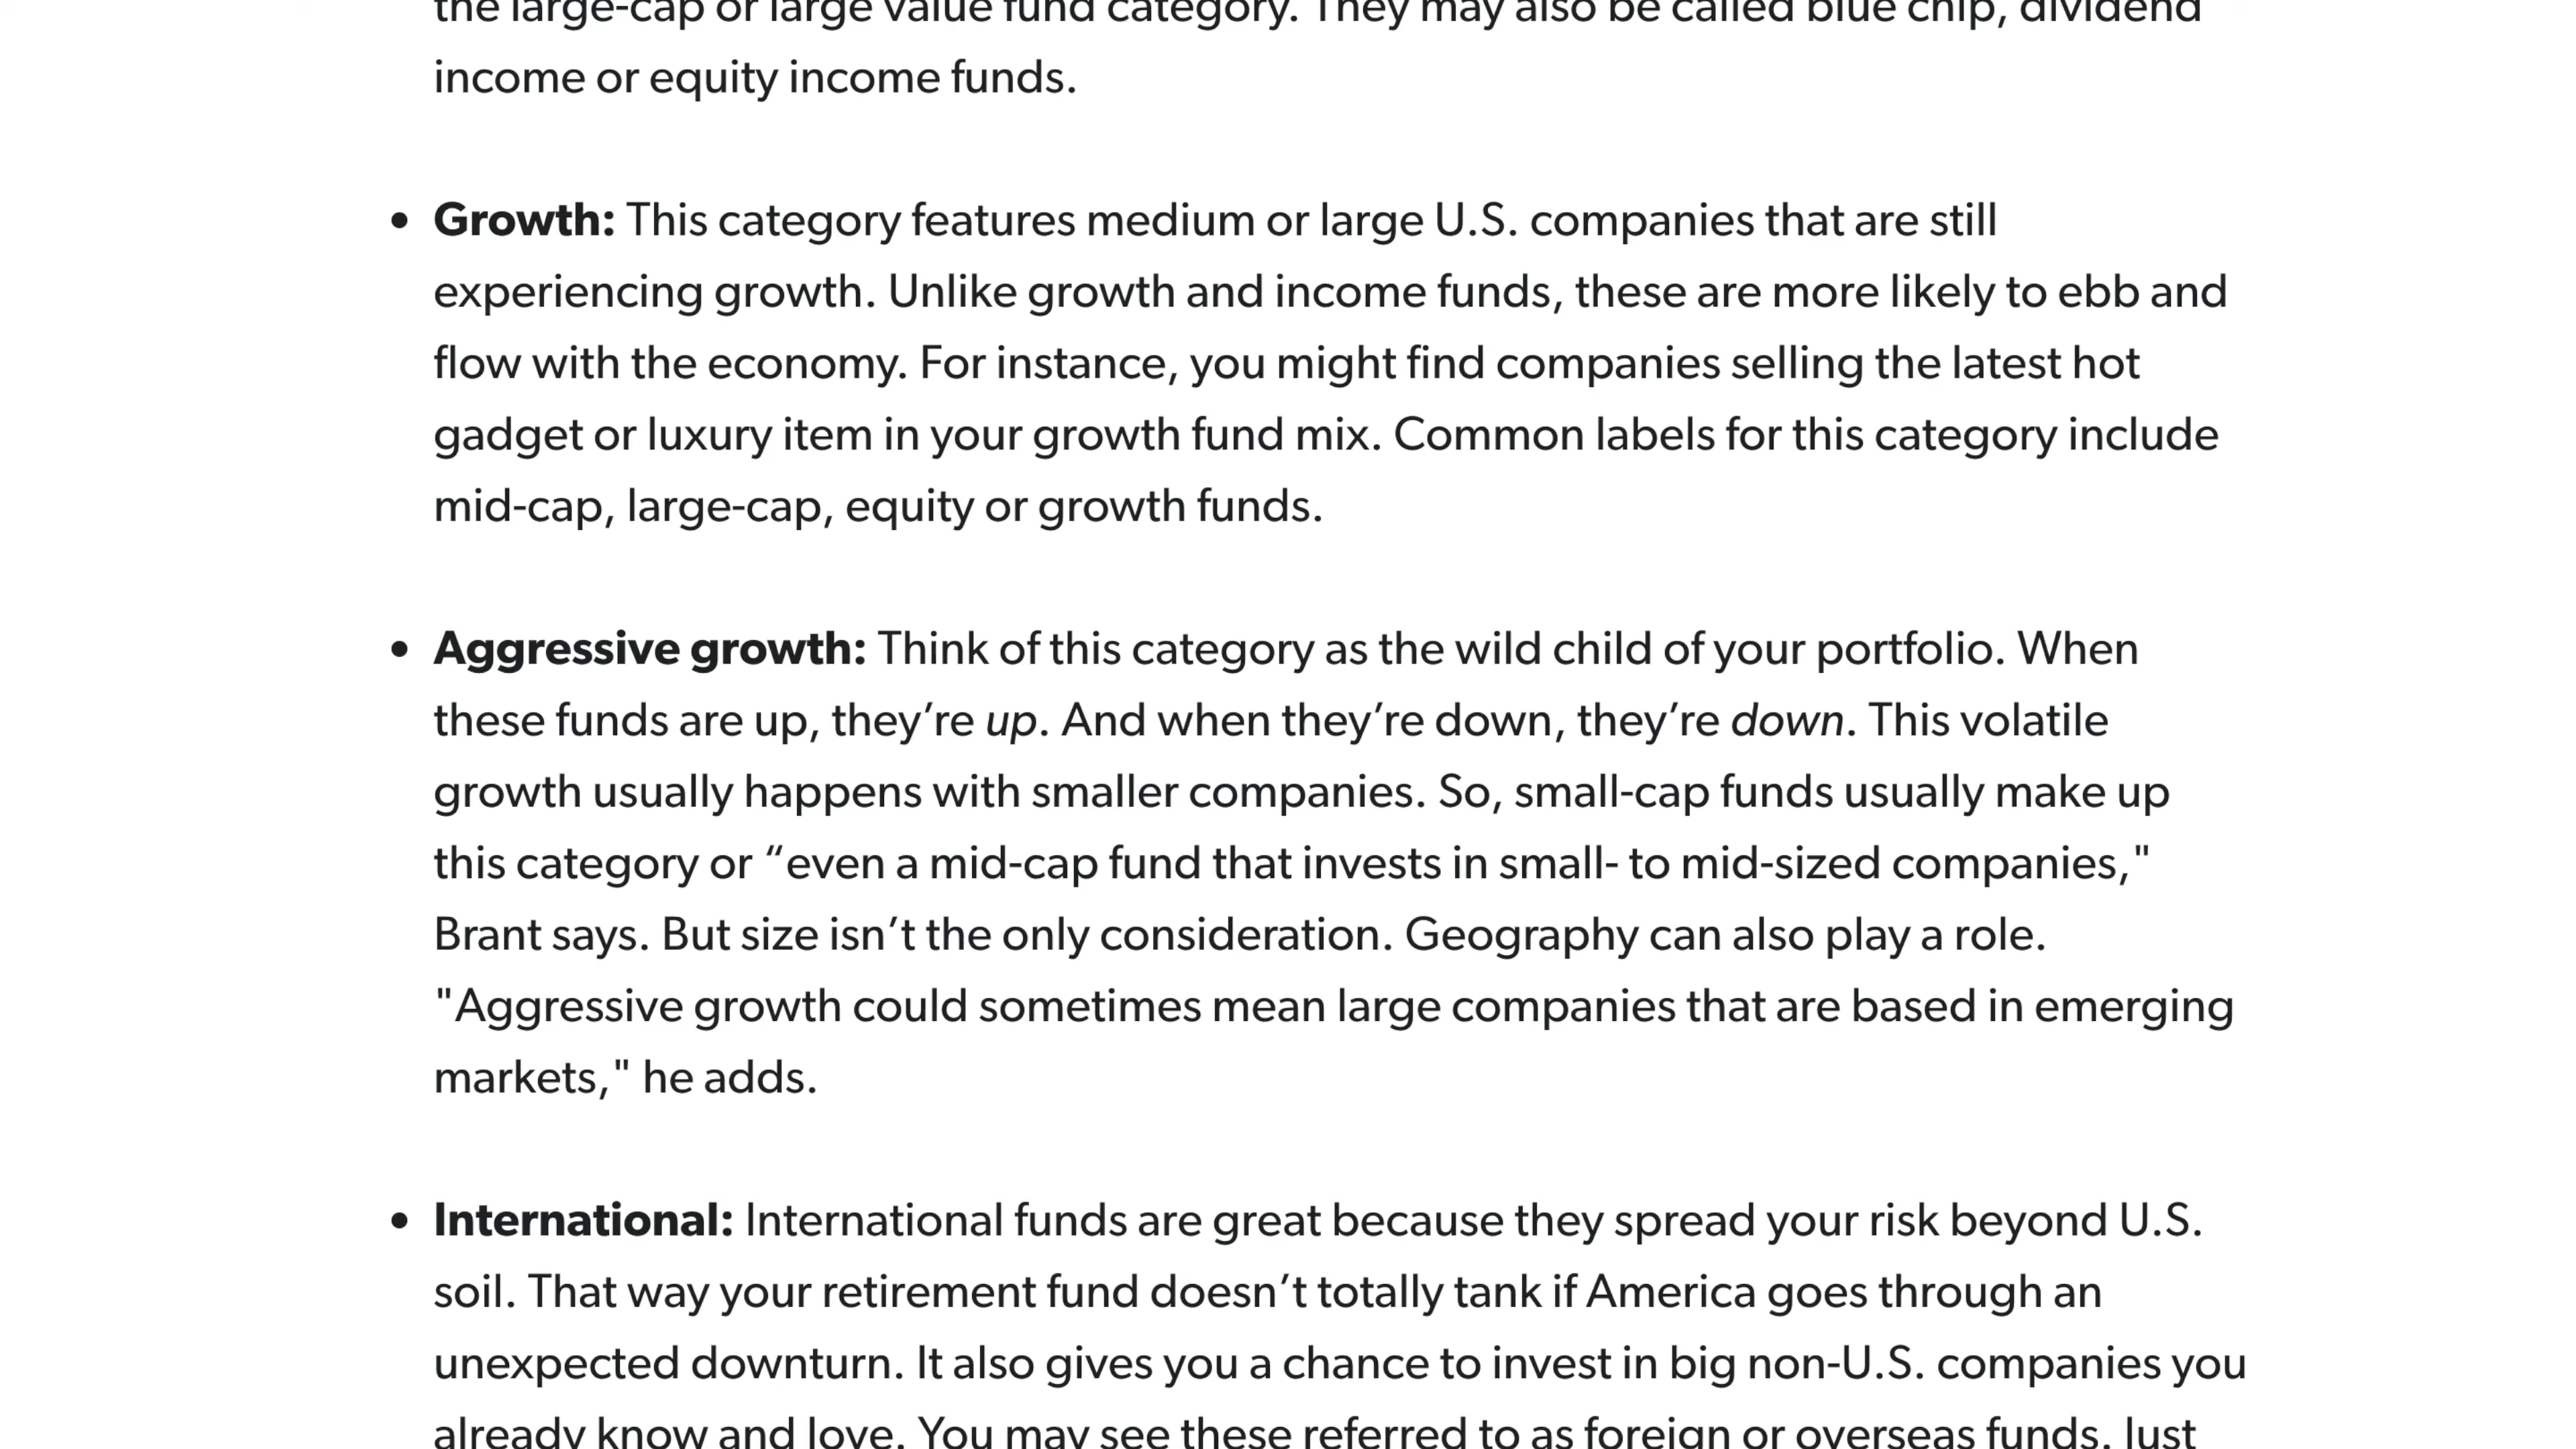 the large-cap or large value fund category. They may also be called blue chip, dividend
income or equity income funds.
• Growth: This category features medium or large U.S. companies that are still
experiencing growth. Unlike growth and income funds, these are more likely to ebb and
flow with the economy. For instance, you might find companies selling the latest hot
gadget or luxury item in your growth fund mix. Common labels for this category include
mid-cap, large-cap, equity or growth funds.
• Aggressive growth: Think of this category as the wild child of your portfolio. When
these funds are up, they’re up. And when they’re down, they’re down. This volatile
growth usually happens with smaller companies. So, small-cap funds usually make up
this category or “even a mid-cap fund that invests in small- to mid-sized companies,"
Brant says. But size isn’t the only consideration. Geography can also play a role.
"Aggressive growth could sometimes mean large companies that are based in emerging
markets," he adds.
• International: International funds are great because they spread your risk beyond U.S.
soil. That way your retirement fund doesn’t totally tank if America goes through an
unexpected downturn. It also gives you a chance to invest in big non-U.S. companies you
already know and love. You may see these referred to as foreign or overseas funds. Just